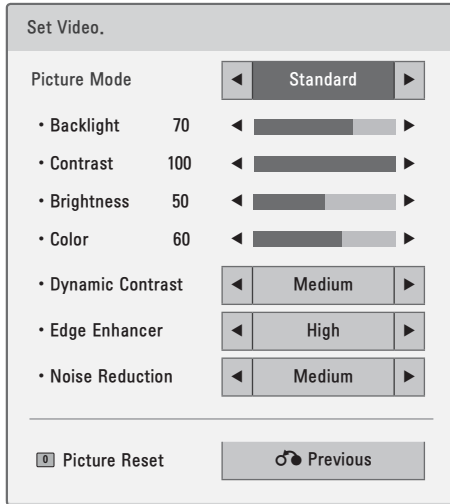 Set Video.
Picture Mode ◀ Standard ▶
• Backlight 70 ◀ ▶
• Contrast 100 ◀ ▶
• Brightness 50 ◀ ▶
• Color 60 ◀ ▶
• Dynamic Contrast ◀ Medium ▶
• Edge Enhancer ◀ High ▶
• Noise Reduction ◀ Medium ▶
0 Picture Reset Previous